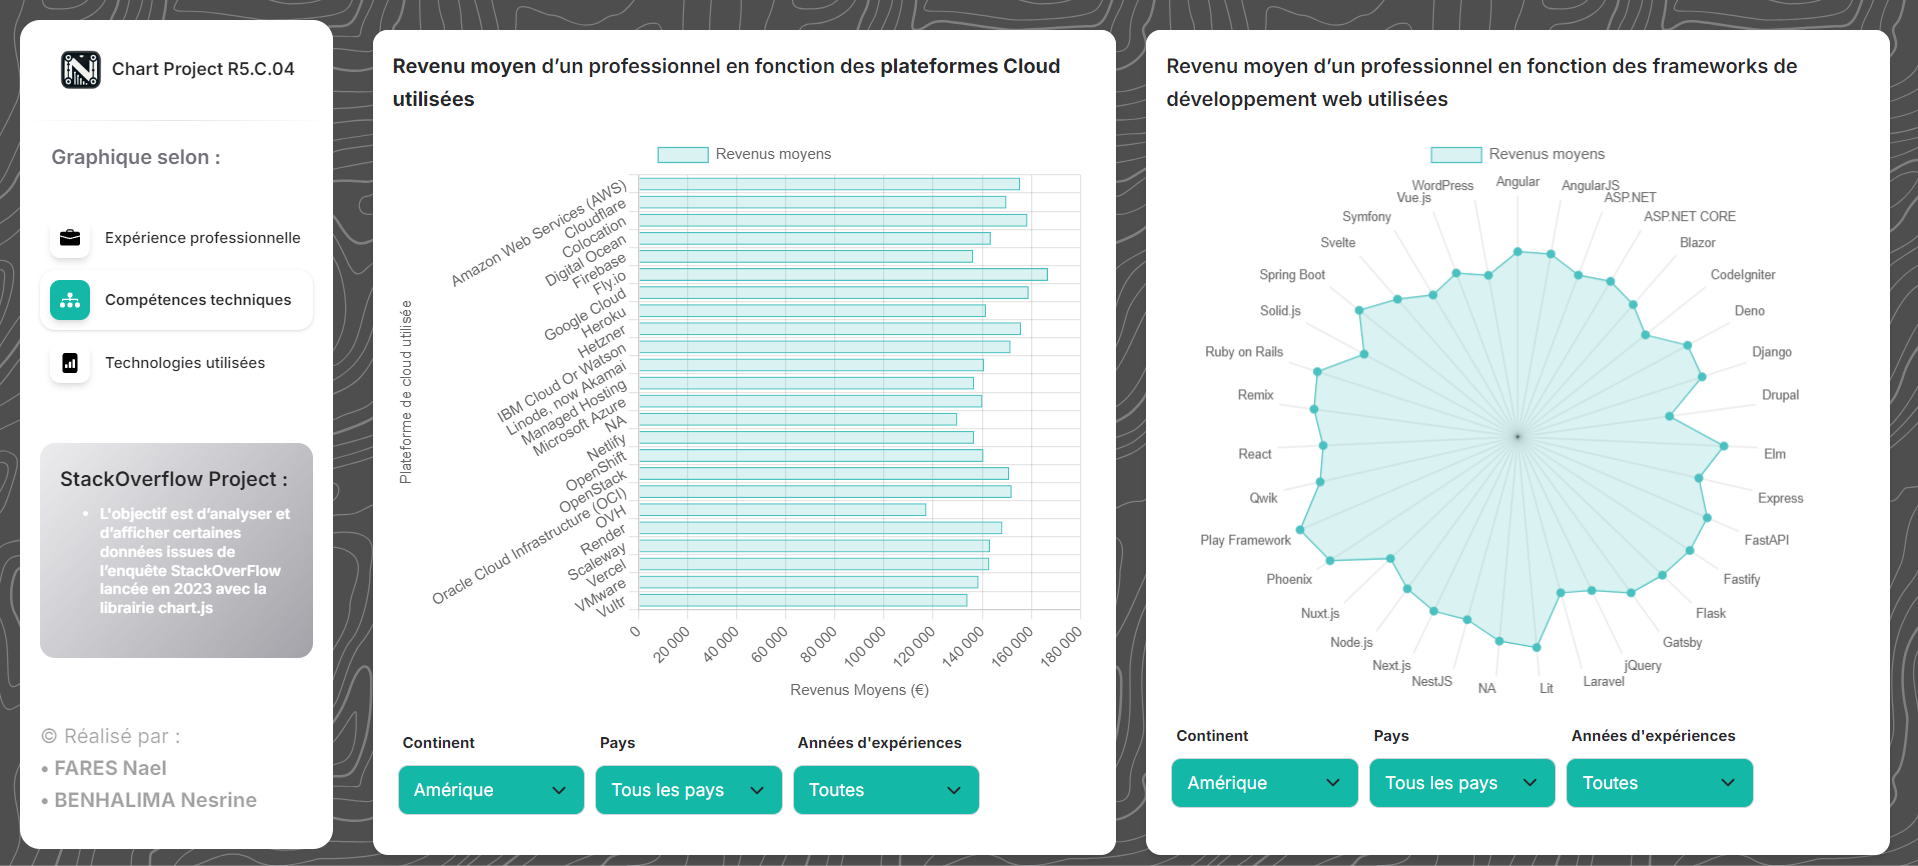 Chart Project R5.C.04
Graphique selon :
Expérience professionnelle
Compétences techniques
Technologies utilisées
StackOverflow Project :
• L'objectif est d'analyser et
d'afficher certaines
données issues de
l'enquête StackOverFlow
lancée en 2023 avec la
librairie chart.js
© Réalisé par :
• FARES Nael
• BENHALIMA Nesrine
Revenu moyen d'un professionnel en fonction des plateformes Cloud
utilisées
Revenus moyens
Plateforme de cloud utilisée
Amazon Web Services (AWS)
Cloudflare
Colocation
Digital Ocean
Firebase
Fly.io
Google Cloud
Heroku
Hetzner
IBM Cloud Or Watson
Linode, now Akamai
Managed Hosting
Microsoft Azure
NA
Netlify
OpenShift
OpenStack
Oracle Cloud Infrastructure (OCI)
OVH
Render
Scaleway
Vercel
VMware
Vultr
0
20 000
40 000
60 000
80 000
100 000
120 000
140 000
160 000
180 000
Revenus Moyens (€)
Continent
Pays
Années d'expériences
Amérique
Tous les pays
Toutes
Revenu moyen d'un professionnel en fonction des frameworks de
développement web utilisées
Revenus moyens
Angular
AngularJS
ASP.NET
ASP.NET CORE
Blazor
CodeIgniter
Deno
Django
Drupal
Elm
Express
FastAPI
Fastify
Flask
Gatsby
jQuery
Laravel
Lit
NA
NestJS
Next.js
Node.js
Nuxt.js
Phoenix
Play Framework
Qwik
React
Remix
Ruby on Rails
Solid.js
Spring Boot
Svelte
Symfony
Vue.js
WordPress
Continent
Pays
Années d'expériences
Amérique
Tous les pays
Toutes